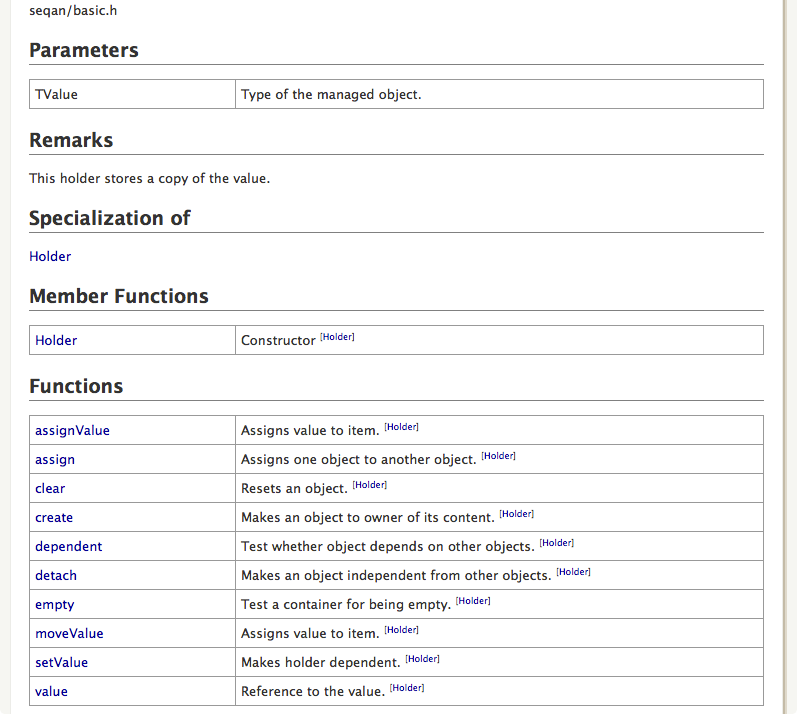 seqan/basic.h
Parameters
TValue Type of the managed object.
Remarks
This holder stores a copy of the value.
Specialization of
Holder
Member Functions
Holder Constructor [Holder]
Functions
assignValue Assigns value to item. [Holder]
assign Assigns one object to another object. [Holder]
clear Resets an object. [Holder]
create Makes an object to owner of its content. [Holder]
dependent Test whether object depends on other objects. [Holder]
detach Makes an object independent from other objects. [Holder]
empty Test a container for being empty. [Holder]
moveValue Assigns value to item. [Holder]
setValue Makes holder dependent. [Holder]
value Reference to the value. [Holder]